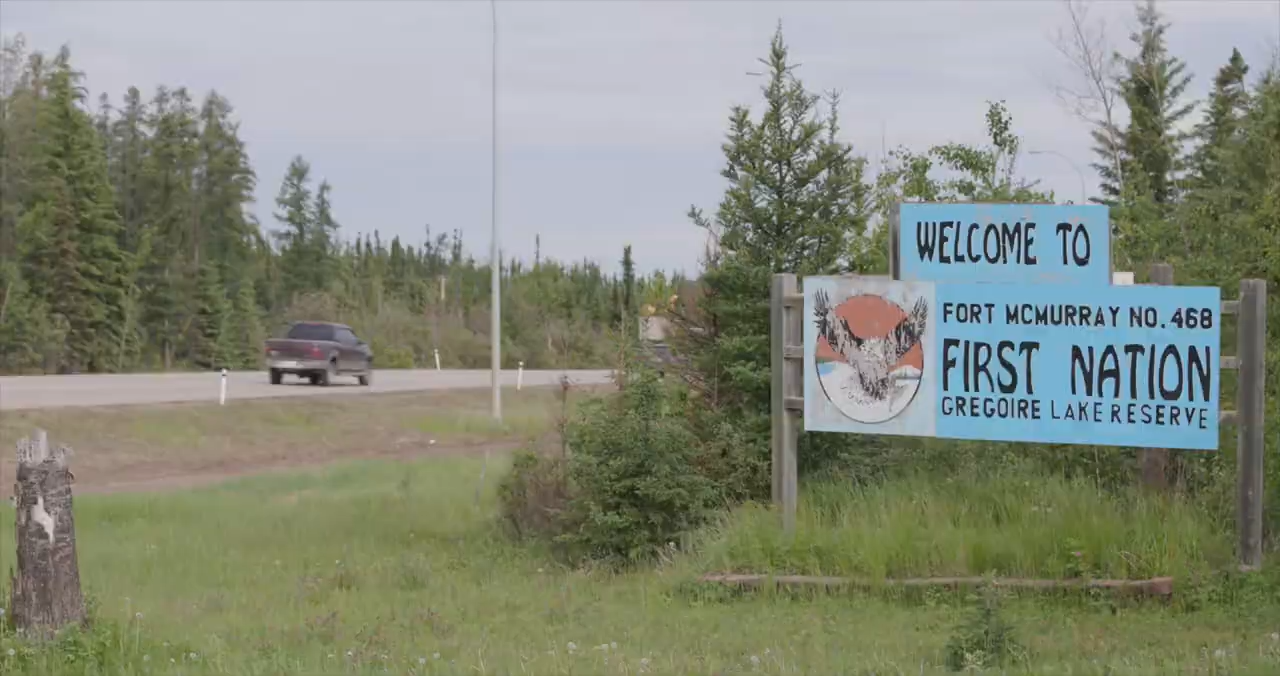 WELCOME TO
FORT MCMURRAY NO. 468
FIRST NATION
GREGOIRE LAKE RESERVE